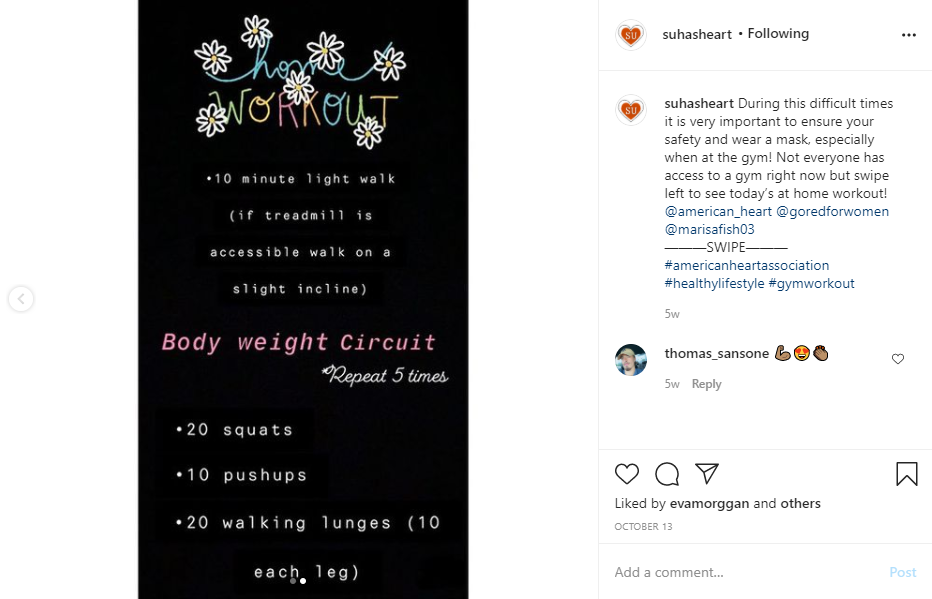 home
WORKOUT
•10 minute light walk
(if treadmill is
accessible walk on a
slight incline)
Body weight Circuit
*Repeat 5 times
•20 squats
•10 pushups
•20 walking lunges (10
each leg)
SU
suhasheart • Following
SU
suhasheart During this difficult times
it is very important to ensure your
safety and wear a mask, especially
when at the gym! Not everyone has
access to a gym right now but swipe
left to see today's at home workout!
@american_heart @goredforwomen
@marisafish03
———SWIPE———
#americanheartassociation
#healthylifestyle #gymworkout
5w
thomas_sansone 💪🏽😍👏🏽
5w Reply
Liked by evamorggan and others
OCTOBER 13
Add a comment...
Post